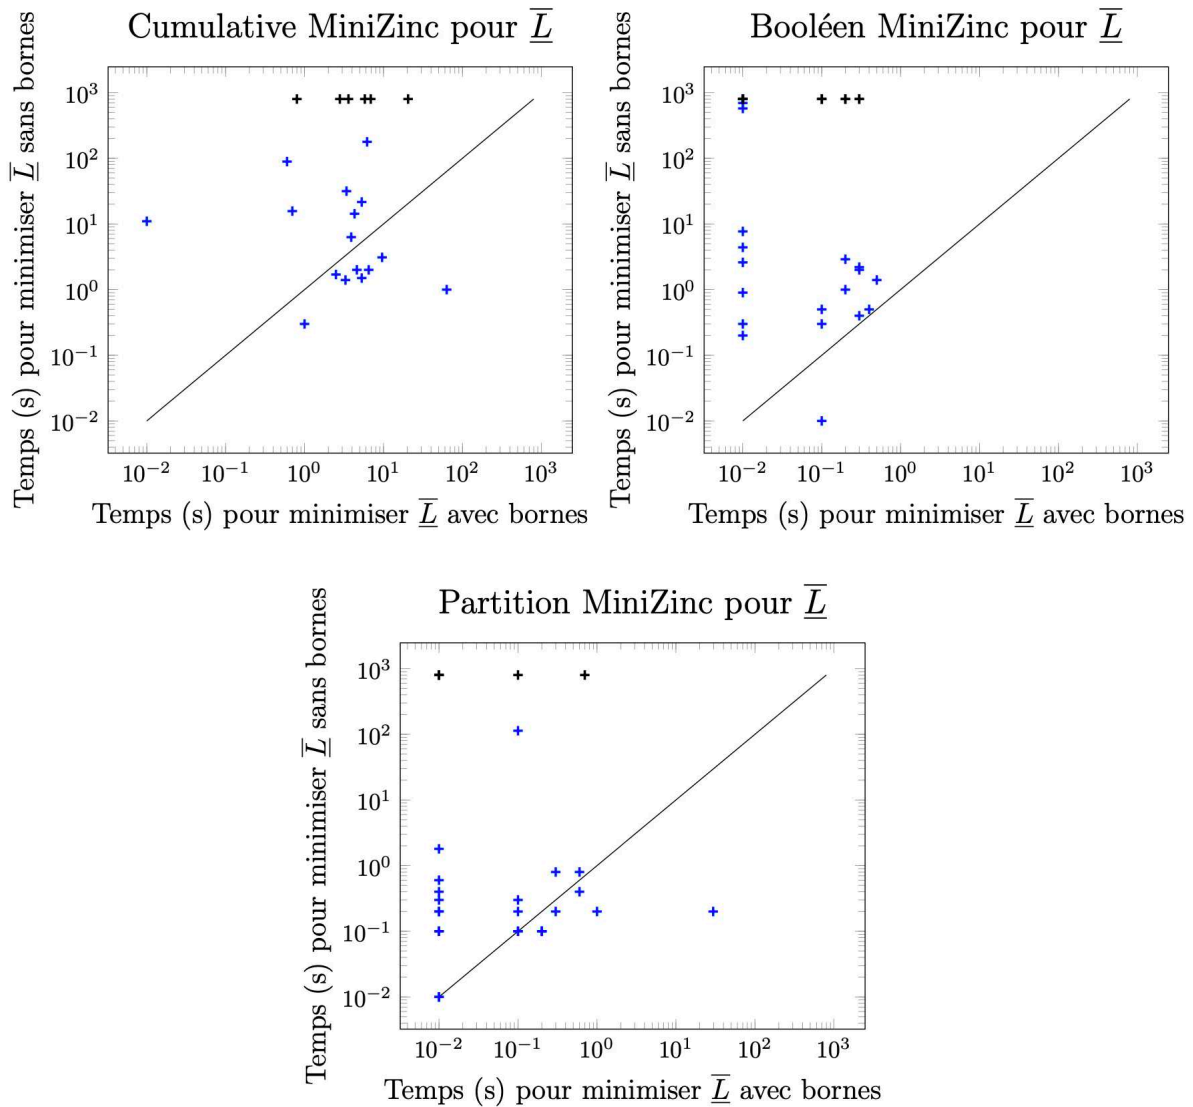 Cumulative MiniZinc pour L
Temps (s) pour minimiser L sans bornes
10³
10²
10¹
10⁰
10⁻¹
10⁻²
10⁻² 10⁻¹ 10⁰ 10¹ 10² 10³
Temps (s) pour minimiser L avec bornes
Booléen MiniZinc pour L
Temps (s) pour minimiser L sans bornes
10³
10²
10¹
10⁰
10⁻¹
10⁻²
10⁻² 10⁻¹ 10⁰ 10¹ 10² 10³
Temps (s) pour minimiser L avec bornes
Partition MiniZinc pour L
Temps (s) pour minimiser L sans bornes
10³
10²
10¹
10⁰
10⁻¹
10⁻²
10⁻² 10⁻¹ 10⁰ 10¹ 10² 10³
Temps (s) pour minimiser L avec bornes